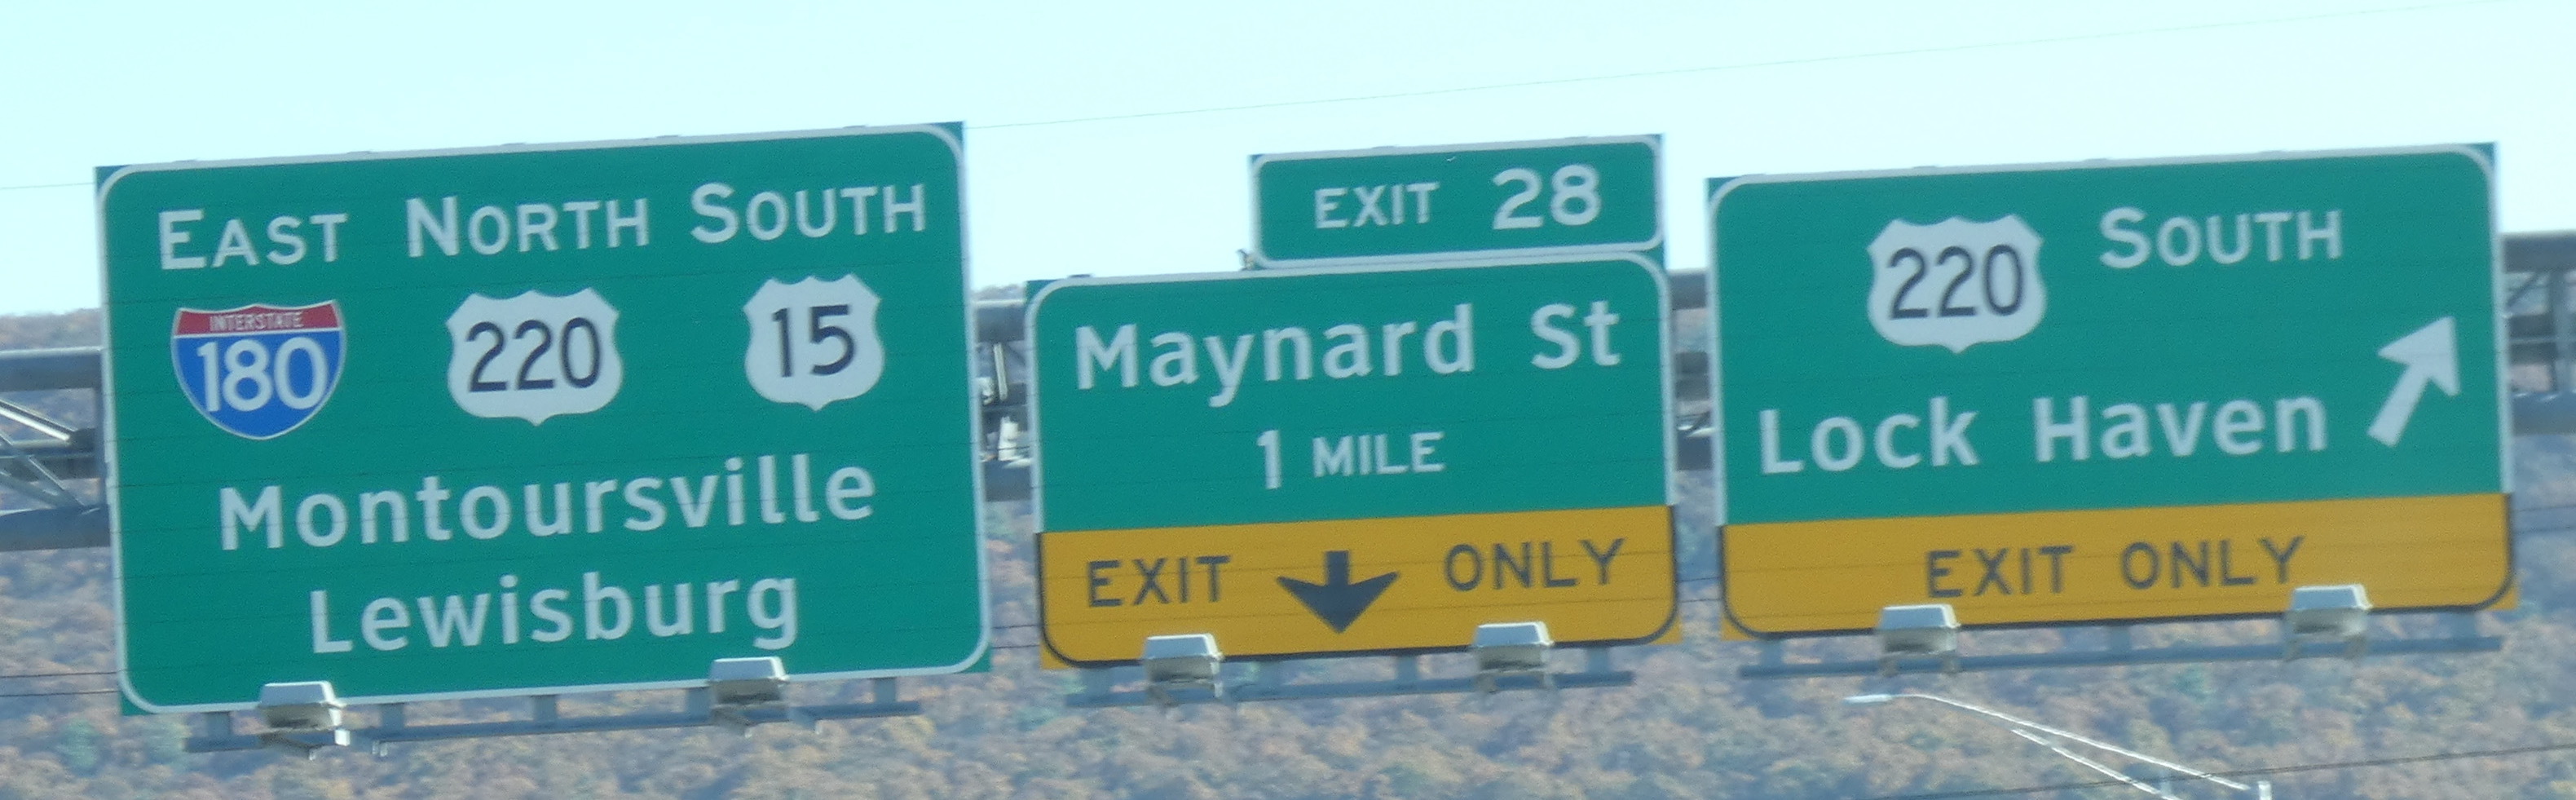 EAST NORTH SOUTH
INTERSTATE
180 220 15
Montoursville
Lewisburg
EXIT 28
Maynard St
1 MILE
EXIT ONLY
220 SOUTH
Lock Haven
EXIT ONLY